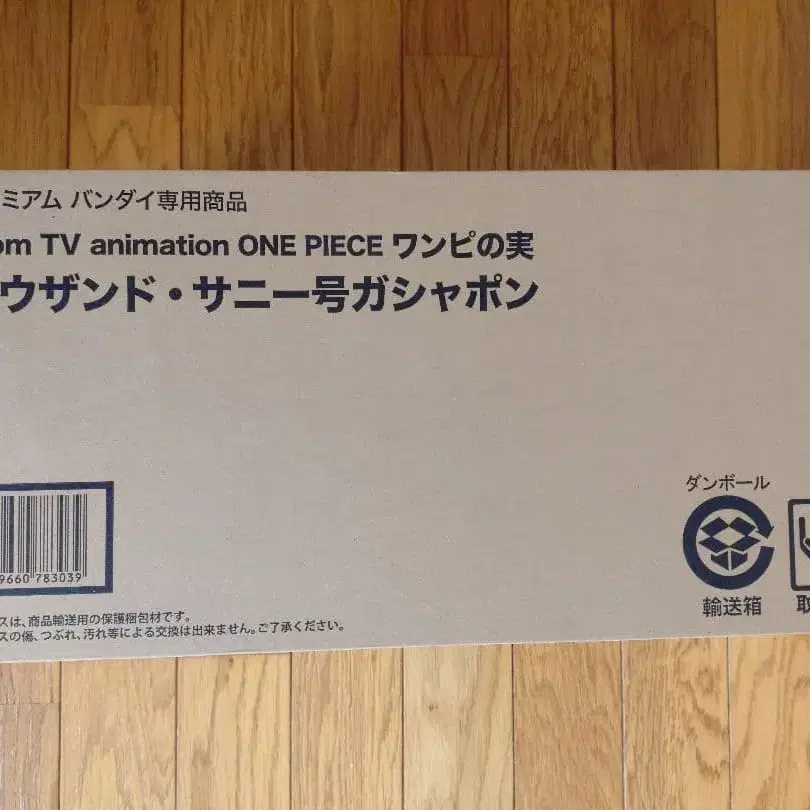 ミアム バンダイ専用商品
om TV animation ONE PIECE ワンピの実
ウザンド・サニー号ガシャポン
ダンボール
9660 783039
輸送箱
取
スは、商品輸送用の保護梱包材です。
スの傷、つぶれ、汚れ等による交換は出来ません。ご了承ください。